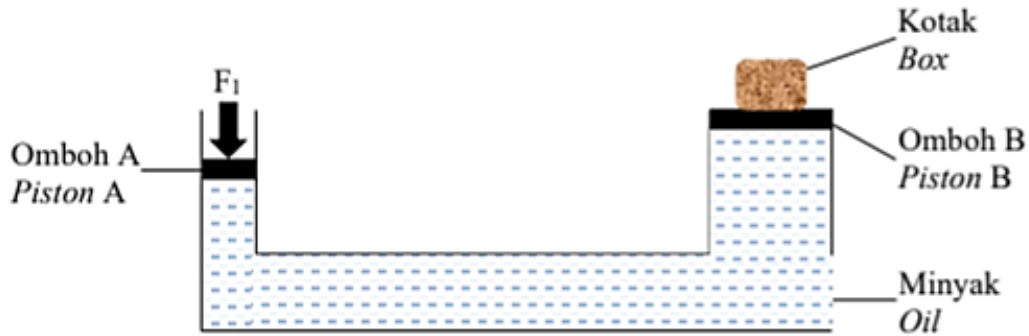 Kotak
Box
F₁
Omboh A
Piston A
Omboh B
Piston B
Minyak
Oil